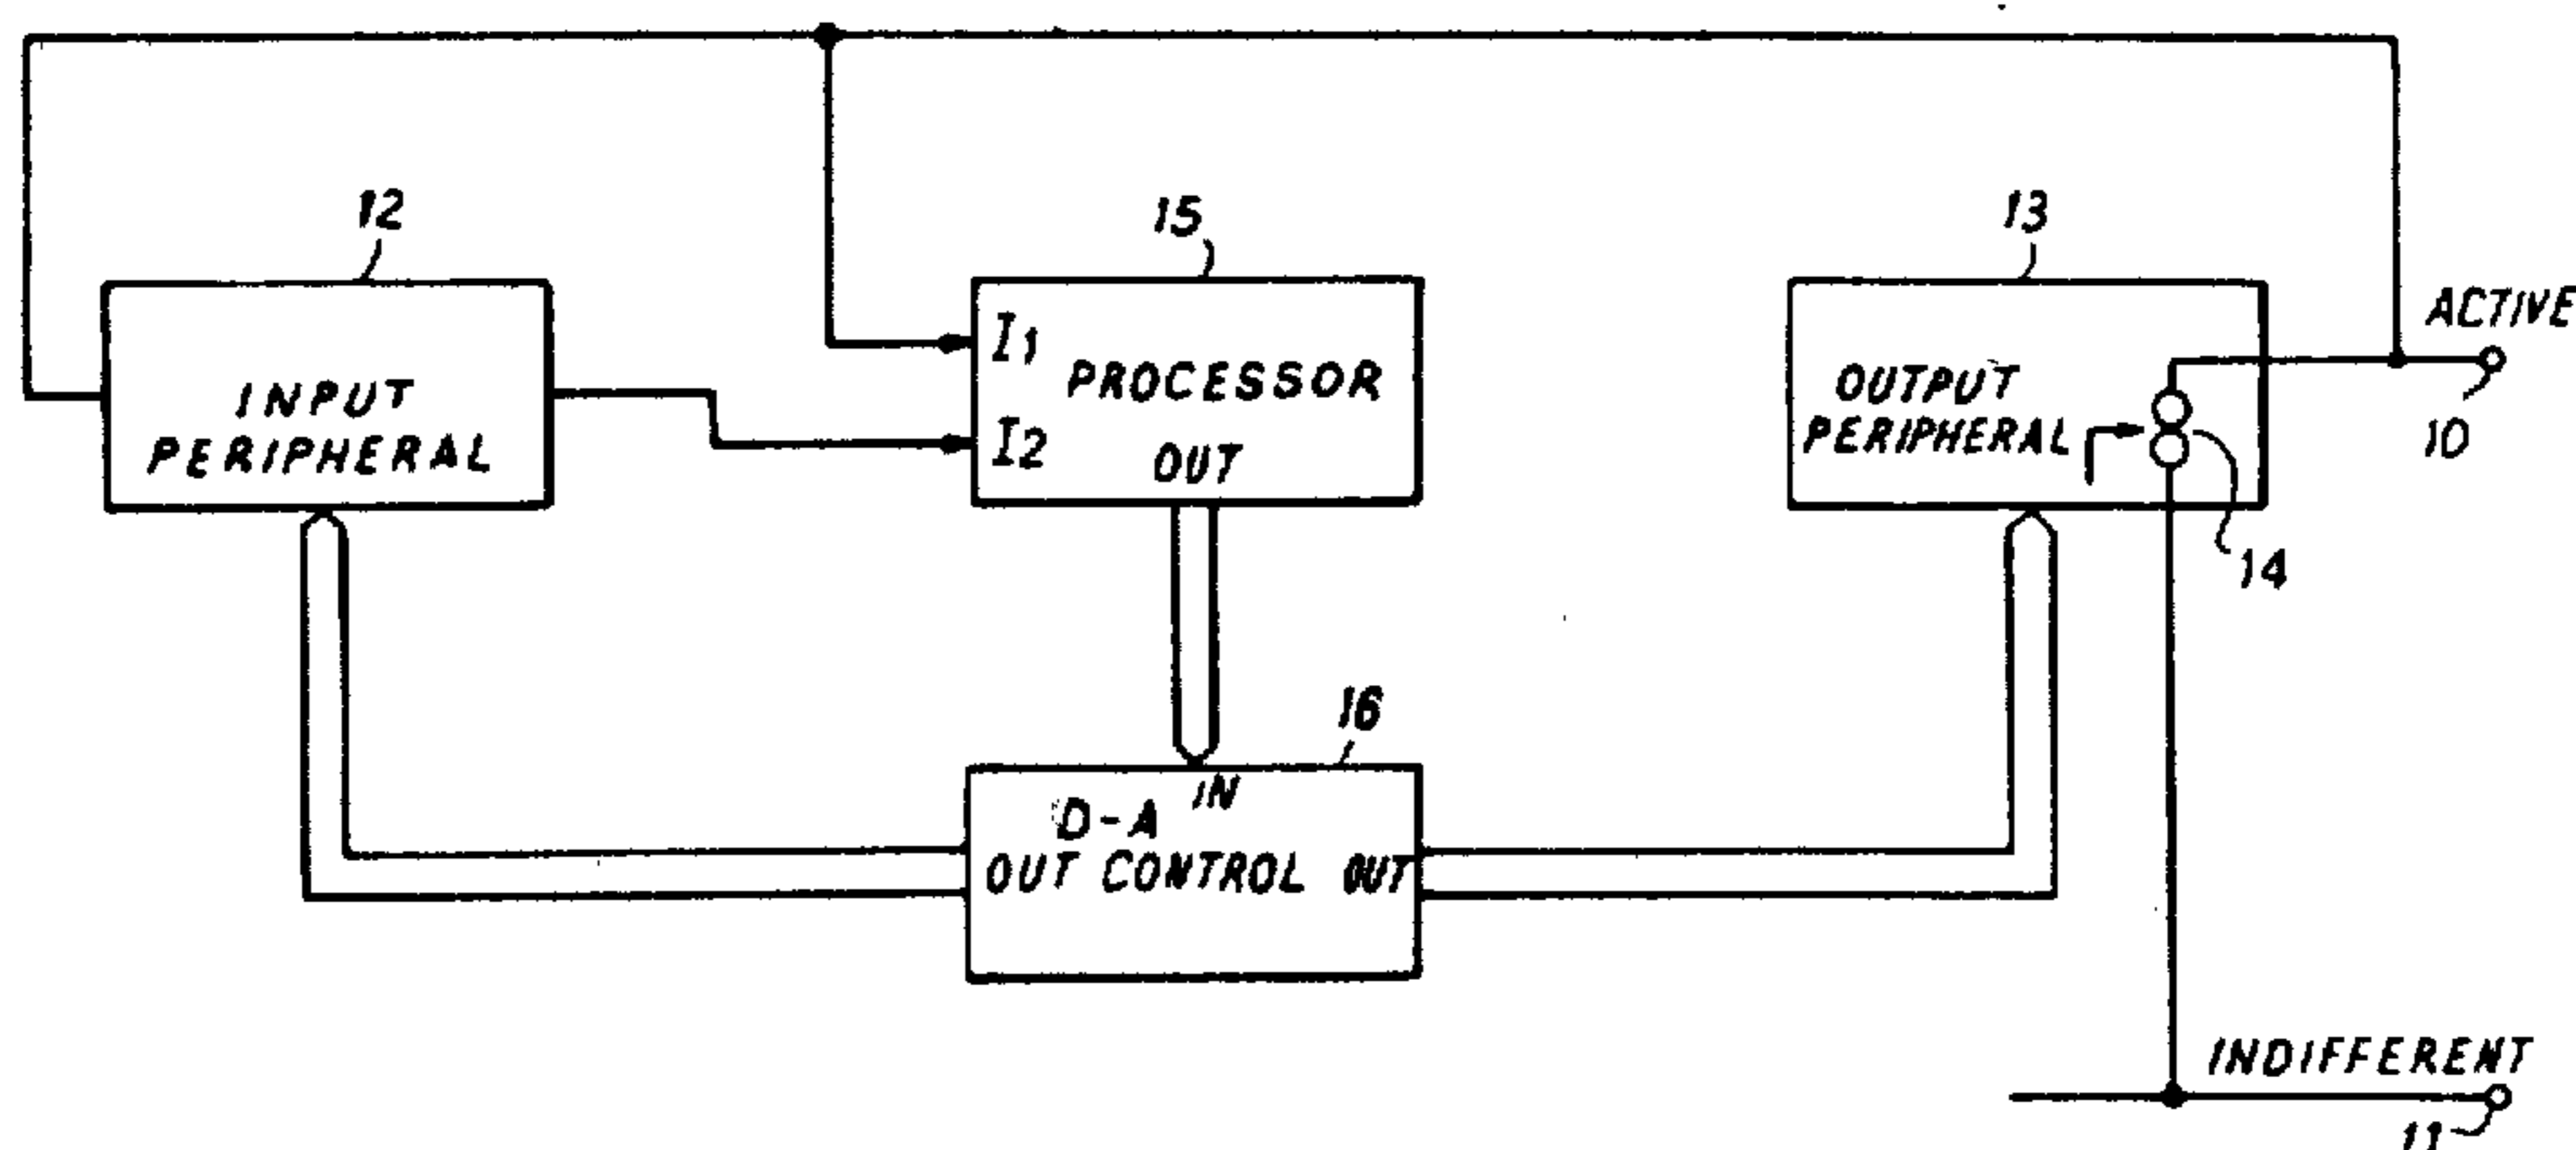 12
15
13
ACTIVE
I1
PROCESSOR
I2
OUT
INPUT
PERIPHERAL
OUTPUT
PERIPHERAL
10
14
16
IN
D-A
OUT CONTROL OUT
INDIFFERENT
11